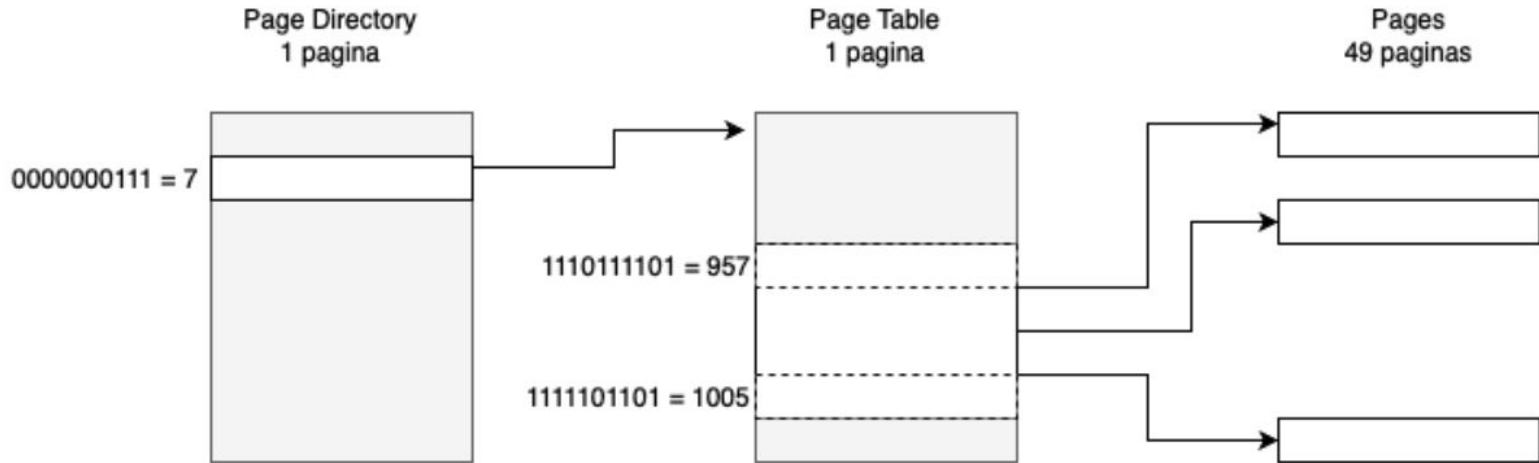 Page Directory
1 pagina
Page Table
1 pagina
Pages
49 paginas
0000000111 = 7
1110111101 = 957
1111101101 = 1005